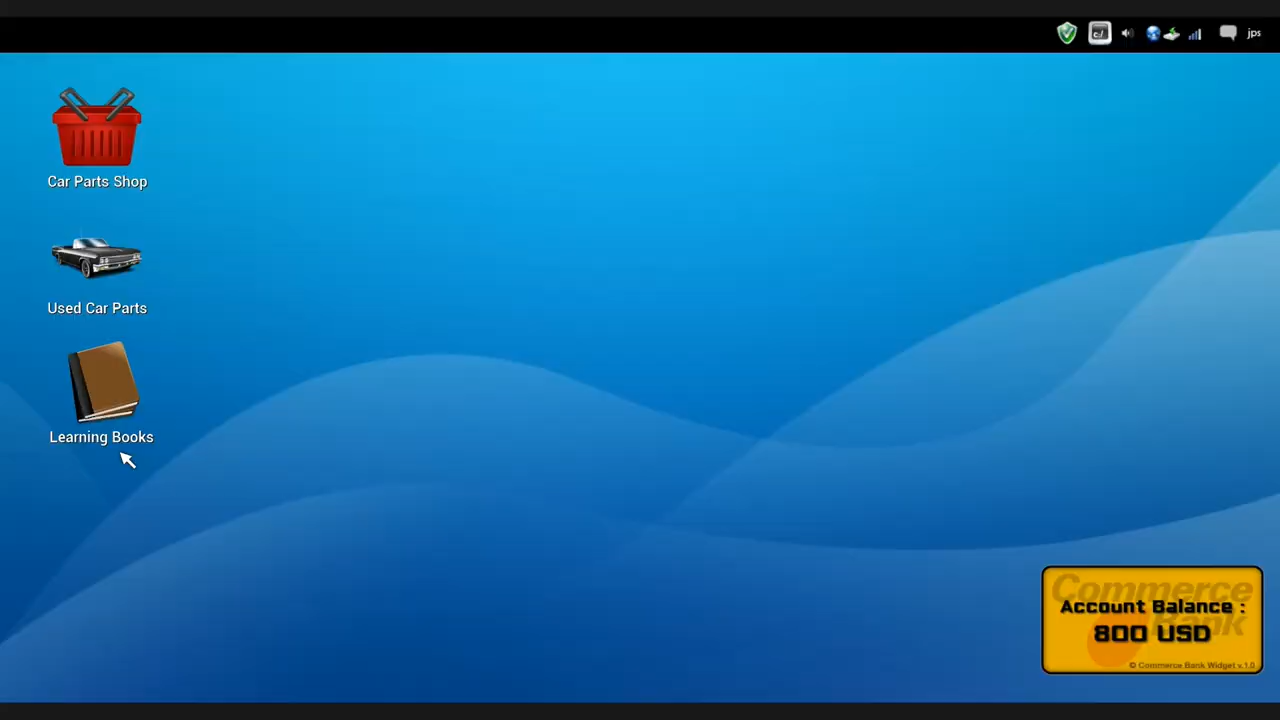 c:/
jps
Car Parts Shop
Used Car Parts
Learning Books
Commerce
Bank
Account Balance :
800 USD
© Commerce Bank Widget v.1.0